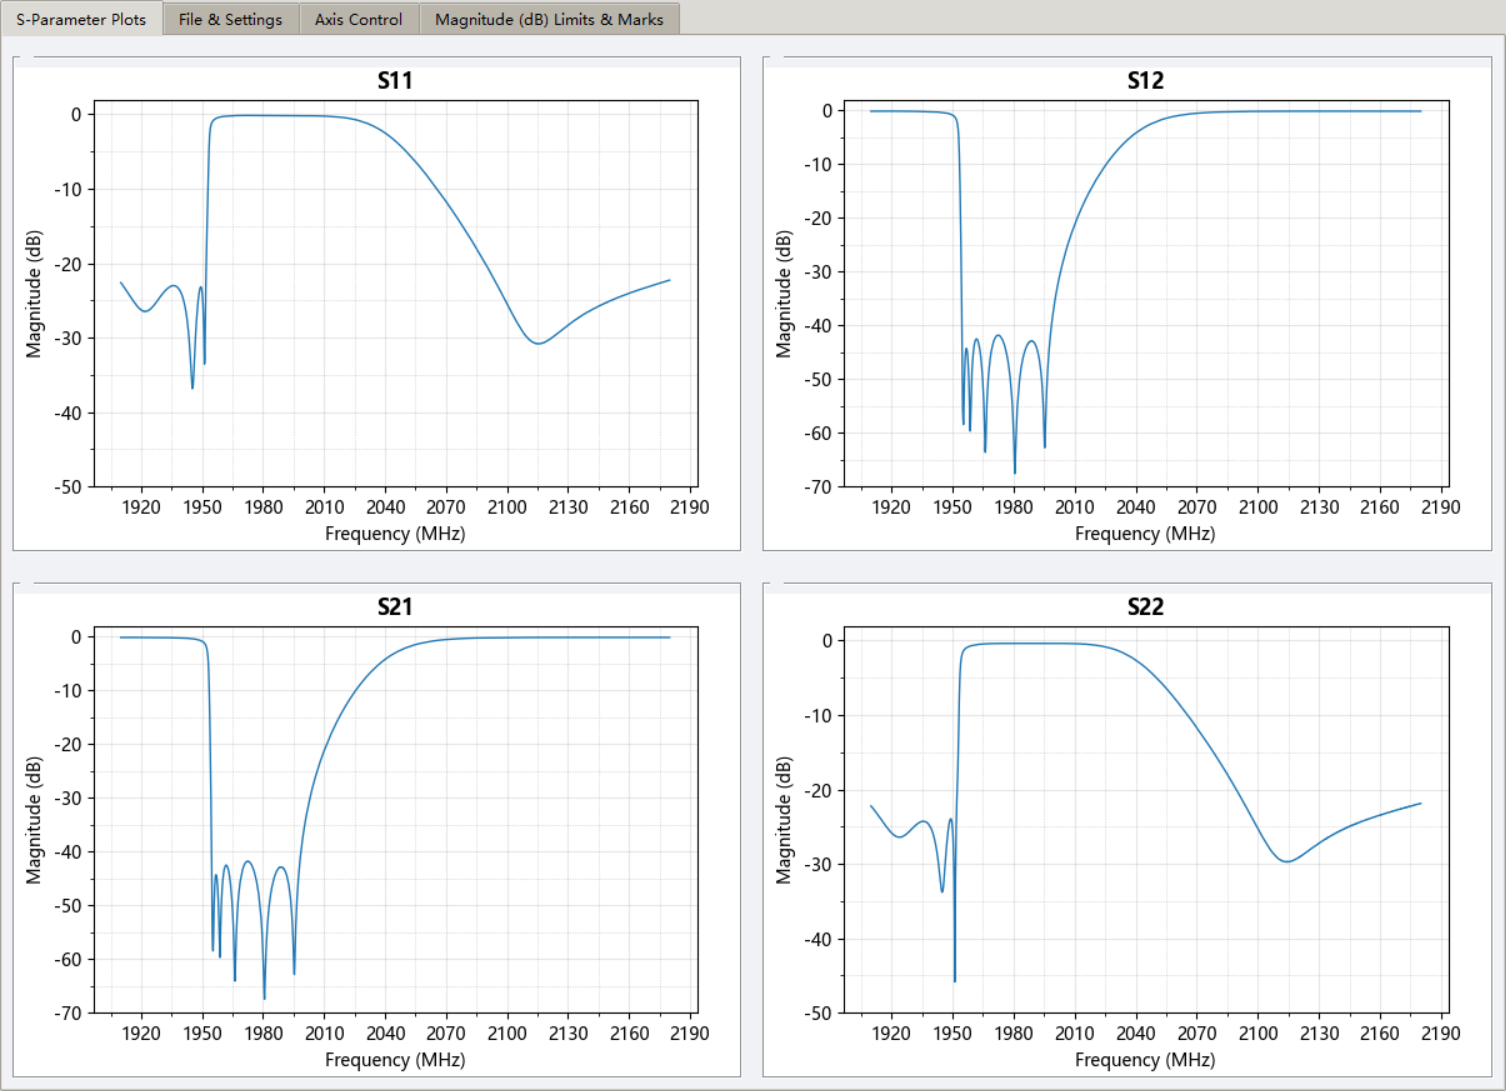 S-Parameter Plots File & Settings Axis Control Magnitude (dB) Limits & Marks
S11
0
-10
-20
-30
-40
-50
Magnitude (dB)
1920 1950 1980 2010 2040 2070 2100 2130 2160 2190
Frequency (MHz)
S12
0
-10
-20
-30
-40
-50
-60
-70
Magnitude (dB)
1920 1950 1980 2010 2040 2070 2100 2130 2160 2190
Frequency (MHz)
S21
0
-10
-20
-30
-40
-50
-60
-70
Magnitude (dB)
1920 1950 1980 2010 2040 2070 2100 2130 2160 2190
Frequency (MHz)
S22
0
-10
-20
-30
-40
-50
Magnitude (dB)
1920 1950 1980 2010 2040 2070 2100 2130 2160 2190
Frequency (MHz)